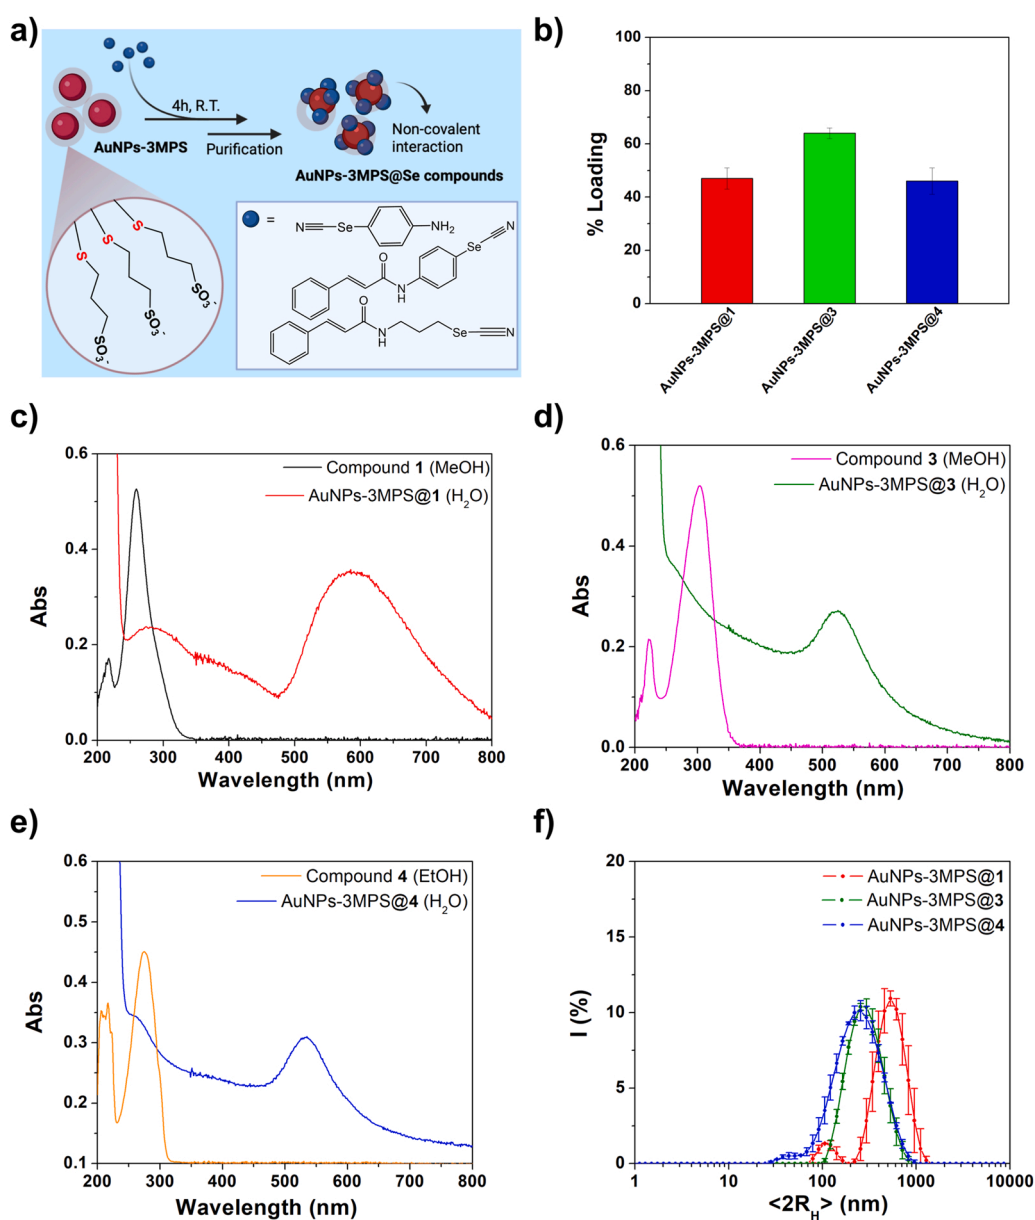 a)
4h, R.T.
AuNPs-3MPS
Purification
Non-covalent
interaction
AuNPs-3MPS@Se compounds
S
S
S
SO3-
SO3-
SO3-
=
N
Se
NH2
O
N
H
Se
N
O
N
H
Se
N
b)
% Loading
100
80
60
40
20
0
AuNPs-3MPS@1
AuNPs-3MPS@3
AuNPs-3MPS@4
c)
Abs
0.6
0.4
0.2
0.0
Compound 1 (MeOH)
AuNPs-3MPS@1 (H2O)
200 300 400 500 600 700 800
Wavelength (nm)
d)
Abs
0.6
0.4
0.2
0.0
Compound 3 (MeOH)
AuNPs-3MPS@3 (H2O)
200 300 400 500 600 700 800
Wavelength (nm)
e)
Abs
0.6
0.5
0.4
0.3
0.2
0.1
Compound 4 (EtOH)
AuNPs-3MPS@4 (H2O)
200 300 400 500 600 700 800
Wavelength (nm)
f)
I (%)
20
15
10
5
0
AuNPs-3MPS@1
AuNPs-3MPS@3
AuNPs-3MPS@4
1 10 100 1000 10000
<2RH> (nm)